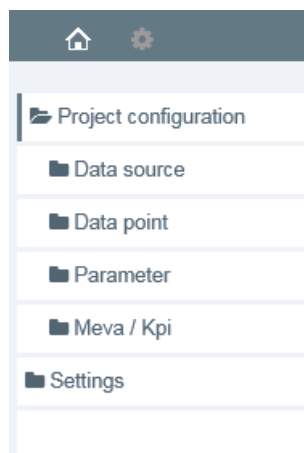 Project configuration
Data source
Data point
Parameter
Meva / Kpi
Settings